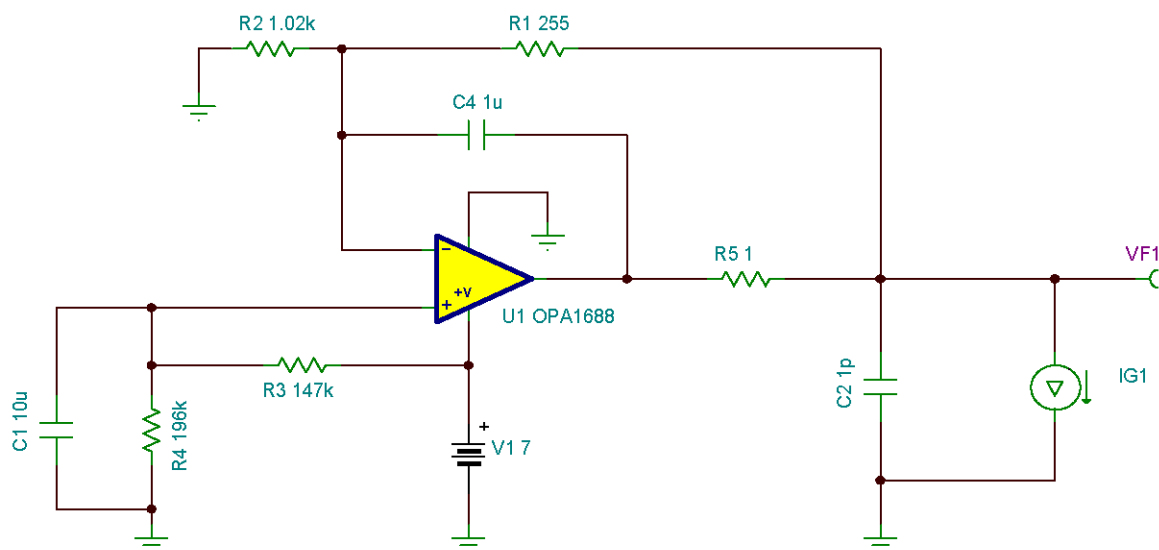 R2 1.02k
R1 255
C4 1u
R5 1
VF1
+V
U1 OPA1688
R3 147k
C1 10u
R4 196k
V1 7
+
C2 1p
IG1